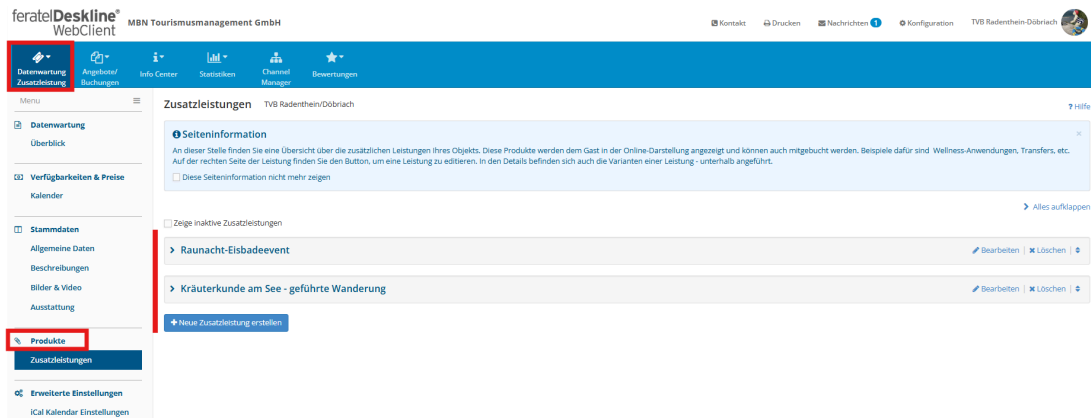 feratel Deskline®
WebClient
MBN Tourismusmanagement GmbH
Kontakt
Drucken
Nachrichten 1
Konfiguration
TVB Radenthein-Döbriach
Datenwartung
Zusatzleistung
Angebote/
Buchungen
Info Center
Statistiken
Channel
Manager
Bewertungen
Menu
Datenwartung
Überblick
Verfügbarkeiten & Preise
Kalender
Stammdaten
Allgemeine Daten
Beschreibungen
Bilder & Video
Ausstattung
Produkte
Zusatzleistungen
Erweiterte Einstellungen
iCal Kalendar Einstellungen
Zusatzleistungen TVB Radenthein/Döbriach
? Hilfe
Seiteninformation
An dieser Stelle finden Sie eine Übersicht über die zusätzlichen Leistungen Ihres Objekts. Diese Produkte werden dem Gast in der Online-Darstellung angezeigt und können auch mitgebucht werden. Beispiele dafür sind Wellness-Anwendungen, Transfers, etc.
Auf der rechten Seite der Leistung finden Sie den Button, um eine Leistung zu editieren. In den Details befinden sich auch die Varianten einer Leistung - unterhalb angeführt.
Diese Seiteninformation nicht mehr zeigen
Alles aufklappen
Zeige inaktive Zusatzleistungen
Raunacht-Eisbadeevent
Bearbeiten | Löschen |
Kräuterkunde am See - geführte Wanderung
Bearbeiten | Löschen |
Neue Zusatzleistung erstellen